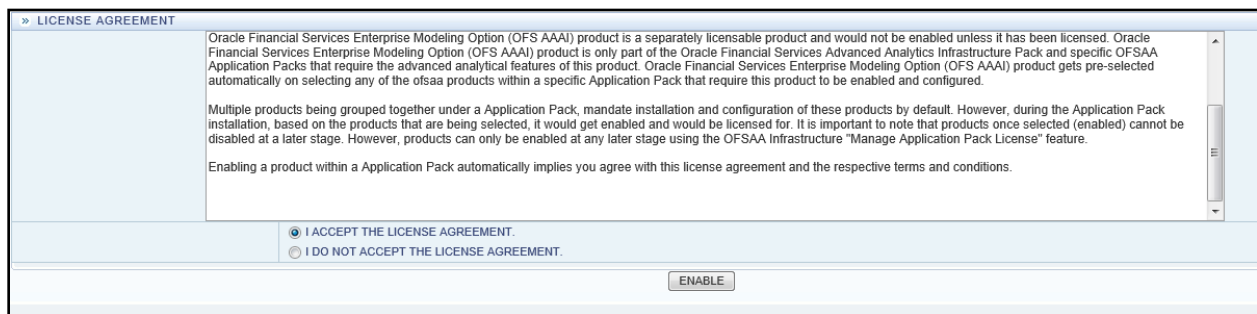 » LICENSE AGREEMENT
Oracle Financial Services Enterprise Modeling Option (OFS AAAI) product is a separately licensable product and would not be enabled unless it has been licensed. Oracle
Financial Services Enterprise Modeling Option (OFS AAAI) product is only part of the Oracle Financial Services Advanced Analytics Infrastructure Pack and specific OFSAA
Application Packs that require the advanced analytical features of this product. Oracle Financial Services Enterprise Modeling Option (OFS AAAI) product gets pre-selected
automatically on selecting any of the ofsaa products within a specific Application Pack that require this product to be enabled and configured.
Multiple products being grouped together under a Application Pack, mandate installation and configuration of these products by default. However, during the Application Pack
installation, based on the products that are being selected, it would get enabled and would be licensed for. It is important to note that products once selected (enabled) cannot be
disabled at a later stage. However, products can only be enabled at any later stage using the OFSAA Infrastructure "Manage Application Pack License" feature.
Enabling a product within a Application Pack automatically implies you agree with this license agreement and the respective terms and conditions.
I ACCEPT THE LICENSE AGREEMENT.
I DO NOT ACCEPT THE LICENSE AGREEMENT.
ENABLE